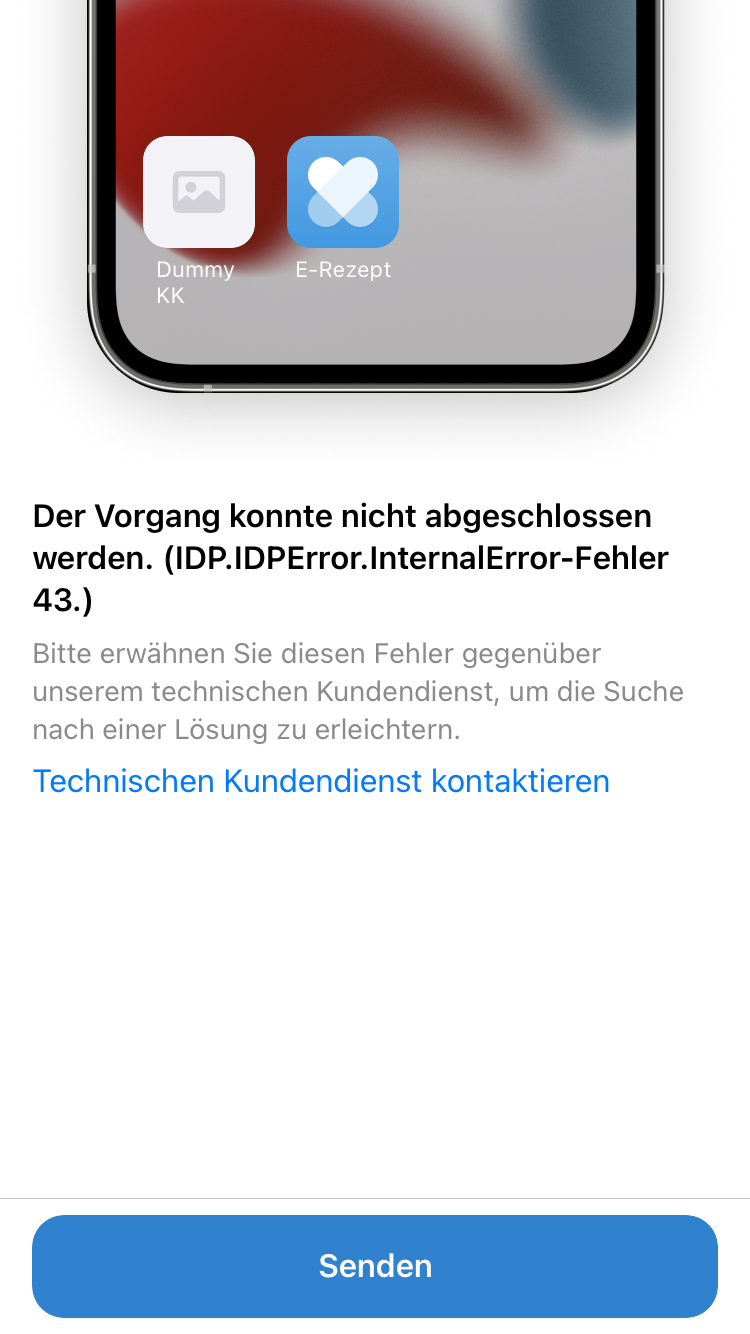 Dummy
KK
E-Rezept
Der Vorgang konnte nicht abgeschlossen
werden. (IDP.IDPError.InternalError-Fehler
43.)
Bitte erwähnen Sie diesen Fehler gegenüber
unserem technischen Kundendienst, um die Suche
nach einer Lösung zu erleichtern.
Technischen Kundendienst kontaktieren
Senden